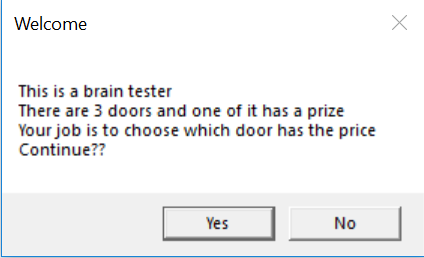 Welcome
This is a brain tester
There are 3 doors and one of it has a prize
Your job is to choose which door has the price
Continue??
Yes
No